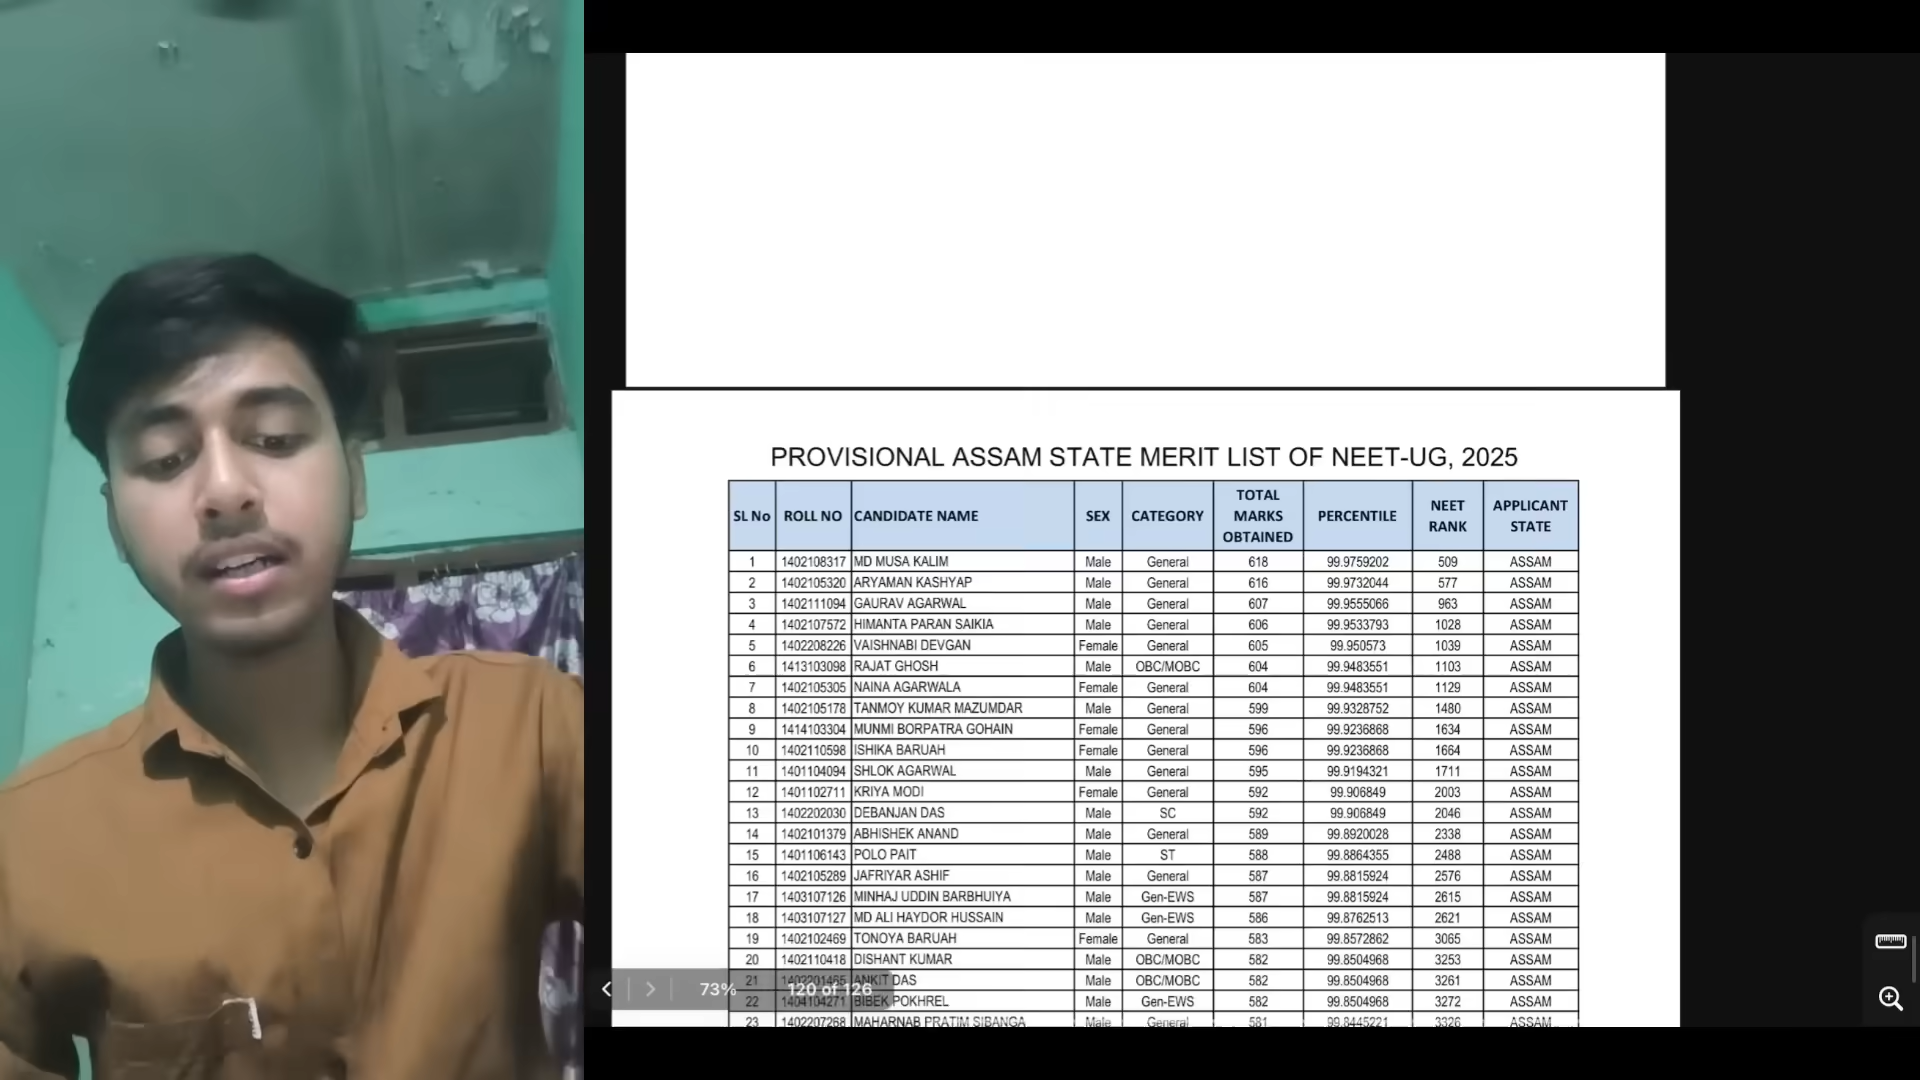 PROVISIONAL ASSAM STATE MERIT LIST OF NEET-UG, 2025
SL No ROLL NO CANDIDATE NAME SEX CATEGORY TOTAL MARKS OBTAINED PERCENTILE NEET RANK APPLICANT STATE
1 1402108317 MD MUSA KALIM Male General 618 99.9759202 509 ASSAM
2 1402105320 ARYAMAN KASHYAP Male General 616 99.9732044 577 ASSAM
3 1402111094 GAURAV AGARWAL Male General 607 99.9555066 963 ASSAM
4 1402107572 HIMANTA PARAN SAIKIA Male General 606 99.9533793 1028 ASSAM
5 1402208226 VAISHNABI DEVGAN Female General 605 99.950573 1039 ASSAM
6 1413103098 RAJAT GHOSH Male OBC/MOBC 604 99.9483551 1103 ASSAM
7 1402105305 NAINA AGARWALA Female General 604 99.9483551 1129 ASSAM
8 1402105178 TANMOY KUMAR MAZUMDAR Male General 599 99.9328752 1480 ASSAM
9 1414103304 MUNMI BORPATRA GOHAIN Female General 596 99.9236868 1634 ASSAM
10 1402110598 ISHIKA BARUAH Female General 596 99.9236868 1664 ASSAM
11 1401104094 SHLOK AGARWAL Male General 595 99.9194321 1711 ASSAM
12 1401102711 KRIYA MODI Female General 592 99.906849 2003 ASSAM
13 1402202030 DEBANJAN DAS Male SC 592 99.906849 2046 ASSAM
14 1402101379 ABHISHEK ANAND Male General 589 99.8920028 2338 ASSAM
15 1401106143 POLO PAIT Male ST 588 99.8864355 2488 ASSAM
16 1402105289 JAFRIYAR ASHIF Male General 587 99.8815924 2576 ASSAM
17 1403107126 MINHAJ UDDIN BARBHUIYA Male Gen-EWS 587 99.8815924 2615 ASSAM
18 1403107127 MD ALI HAYDOR HUSSAIN Male Gen-EWS 586 99.8762513 2621 ASSAM
19 1402102469 TONOYA BARUAH Female General 583 99.8572862 3065 ASSAM
20 1402110418 DISHANT KUMAR Male OBC/MOBC 582 99.8504968 3253 ASSAM
21 1402201465 ANKIT DAS Male OBC/MOBC 582 99.8504968 3261 ASSAM
22 1404104271 BIBEK POKHREL Male Gen-EWS 582 99.8504968 3272 ASSAM
23 1402207268 MAHARNAB PRATIM SIBANGA Male General 581 99.8445221 3326 ASSAM
73% 120 of 126